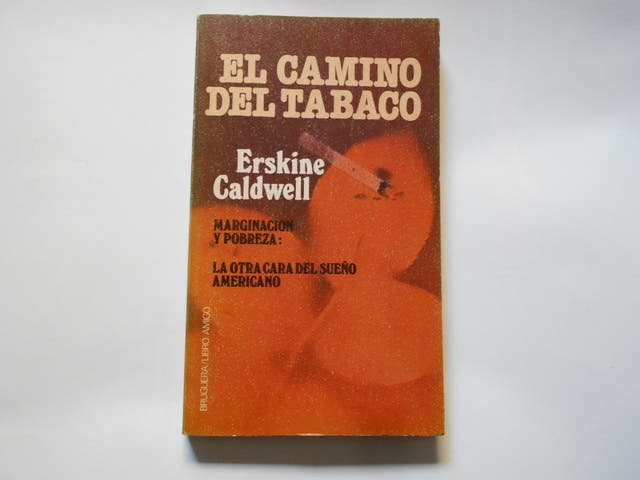 EL CAMINO
DEL TABACO
Erskine
Caldwell
MARGINACION
Y POBREZA:
LA OTRA CARA DEL SUEÑO
AMERICANO
BRUGUERA/LIBRO AMIGO